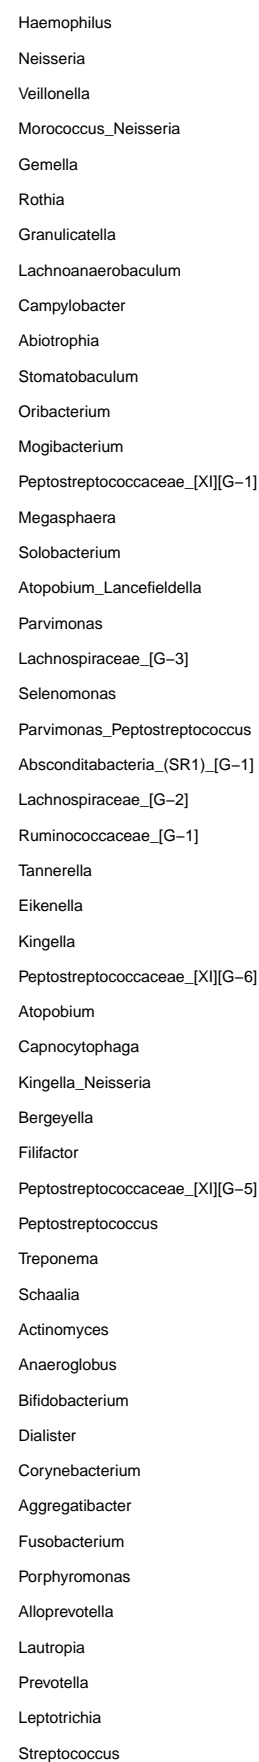 Haemophilus
Neisseria
Veillonella
Morococcus_Neisseria
Gemella
Rothia
Granulicatella
Lachnoanaerobaculum
Campylobacter
Abiotrophia
Stomatobaculum
Oribacterium
Mogibacterium
Peptostreptococcaceae_[XI][G−1]
Megasphaera
Solobacterium
Atopobium_Lancefieldella
Parvimonas
Lachnospiraceae_[G−3]
Selenomonas
Parvimonas_Peptostreptococcus
Absconditabacteria_(SR1)_[G−1]
Lachnospiraceae_[G−2]
Ruminococcaceae_[G−1]
Tannerella
Eikenella
Kingella
Peptostreptococcaceae_[XI][G−6]
Atopobium
Capnocytophaga
Kingella_Neisseria
Bergeyella
Filifactor
Peptostreptococcaceae_[XI][G−5]
Peptostreptococcus
Treponema
Schaalia
Actinomyces
Anaeroglobus
Bifidobacterium
Dialister
Corynebacterium
Aggregatibacter
Fusobacterium
Porphyromonas
Alloprevotella
Lautropia
Prevotella
Leptotrichia
Streptococcus